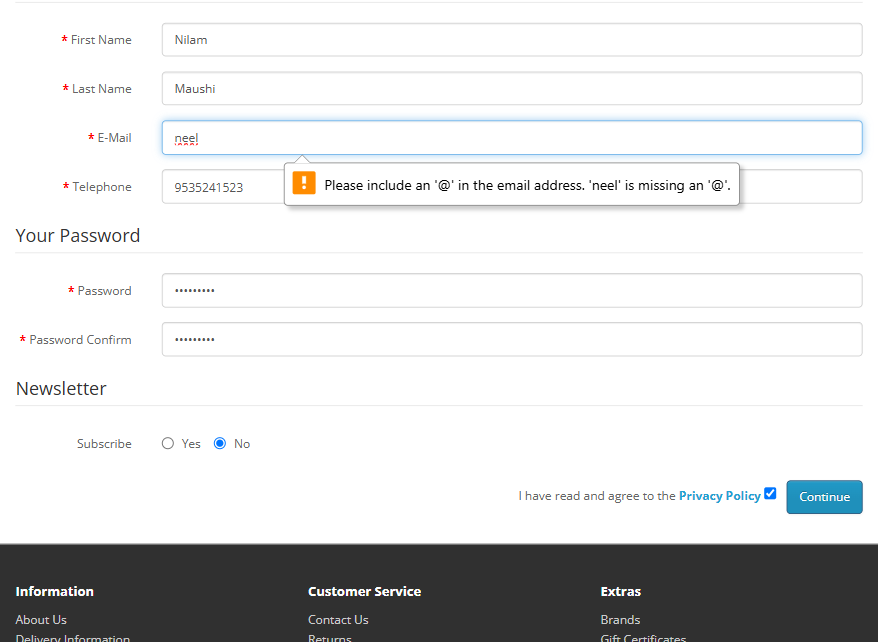 * First Name
Nilam
* Last Name
Maushi
* E-Mail
neel
Please include an '@' in the email address. 'neel' is missing an '@'.
* Telephone
9535241523
Your Password
* Password
•••••••••
* Password Confirm
•••••••••
Newsletter
Subscribe
Yes
No
I have read and agree to the Privacy Policy
Continue
Information
Customer Service
Extras
About Us
Contact Us
Brands
Delivery Information
Returns
Gift Certificates